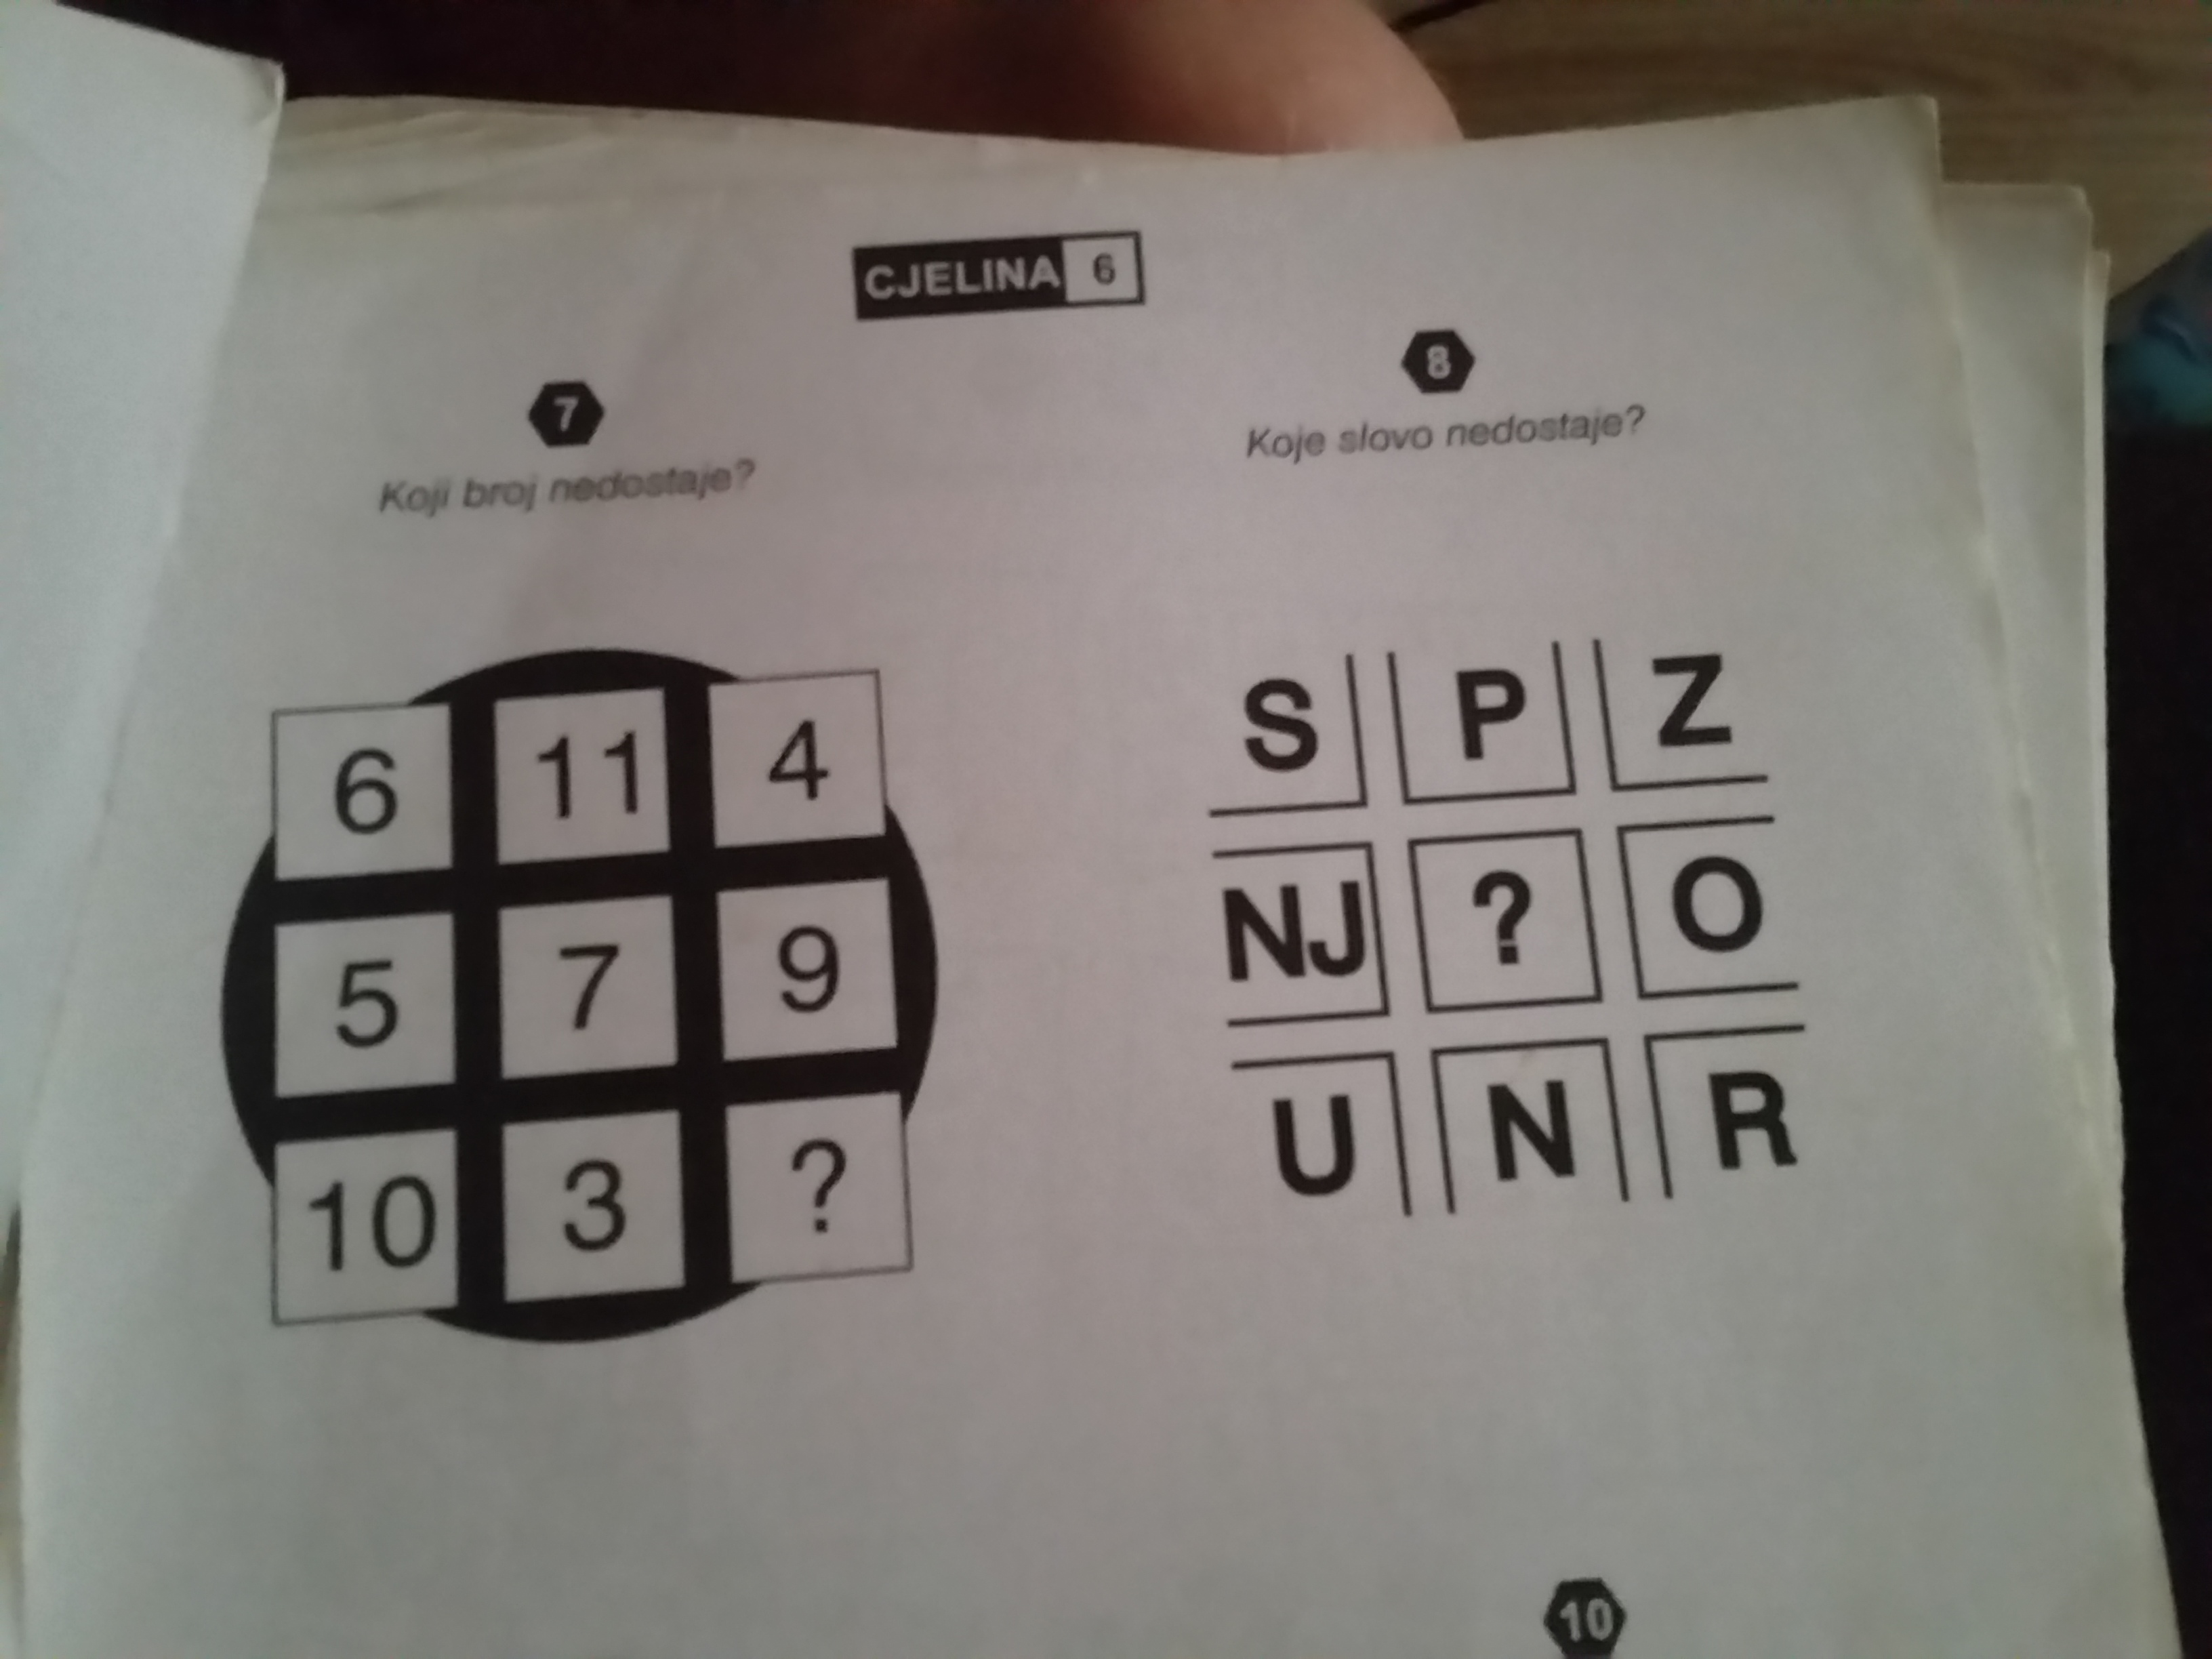 CJELINA 6
7
Koji broj nedostaje?
6 11 4
5 7 9
10 3 ?
8
Koje slovo nedostaje?
S P Z
NJ ? O
U N R
10